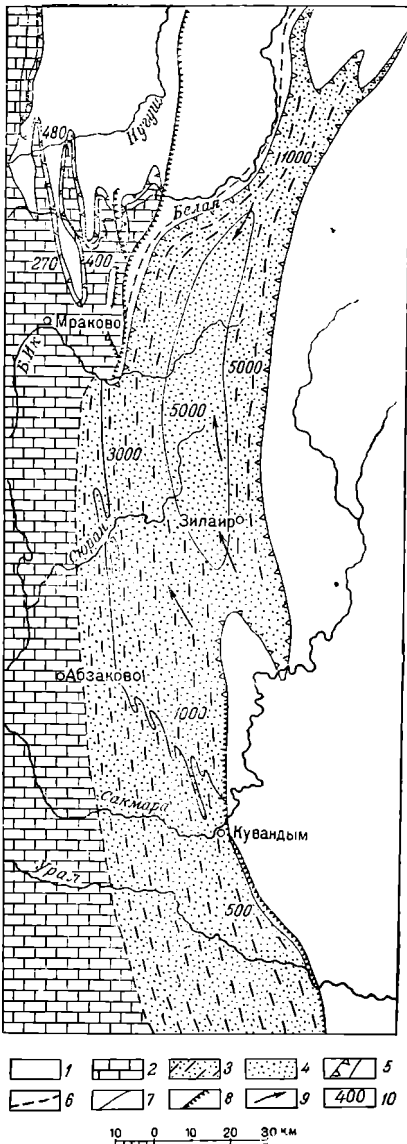 480
Нугуш
1000
Белая
270
400
Мраково
Б. Ик
5000
5000
3000
Зилаир
Сюрен
Абзаково
1000
Сакмара
Кувандым
Урал
500
1 2 3 4 5
6 7 8 9 400 10
10 0 10 20 30 км